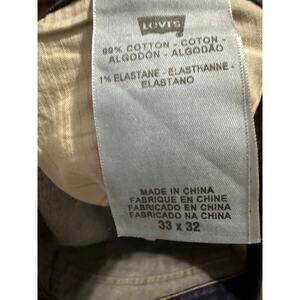 LEVI'S
99% COTTON - COTON -
ALGODÓN - ALGODÃO
1% ELASTANE - ÉLASTHANNE -
ELASTANO
MADE IN CHINA
FABRIQUE EN CHINE
FABRICADO EN CHINA
FABRICADO NA CHINA
33 x 32